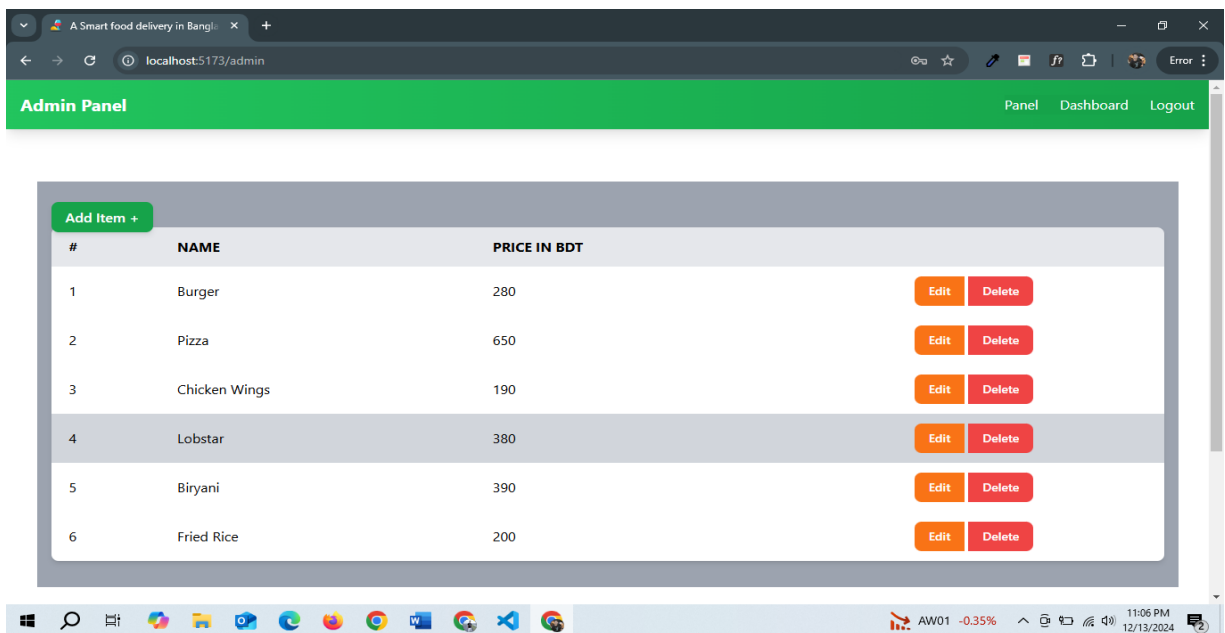 A Smart food delivery in Bangla
localhost:5173/admin
Error
Admin Panel
Panel Dashboard Logout
Add Item +
# NAME PRICE IN BDT
1 Burger 280 Edit Delete
2 Pizza 650 Edit Delete
3 Chicken Wings 190 Edit Delete
4 Lobstar 380 Edit Delete
5 Biryani 390 Edit Delete
6 Fried Rice 200 Edit Delete
AW01 -0.35%
11:06 PM
12/13/2024
2